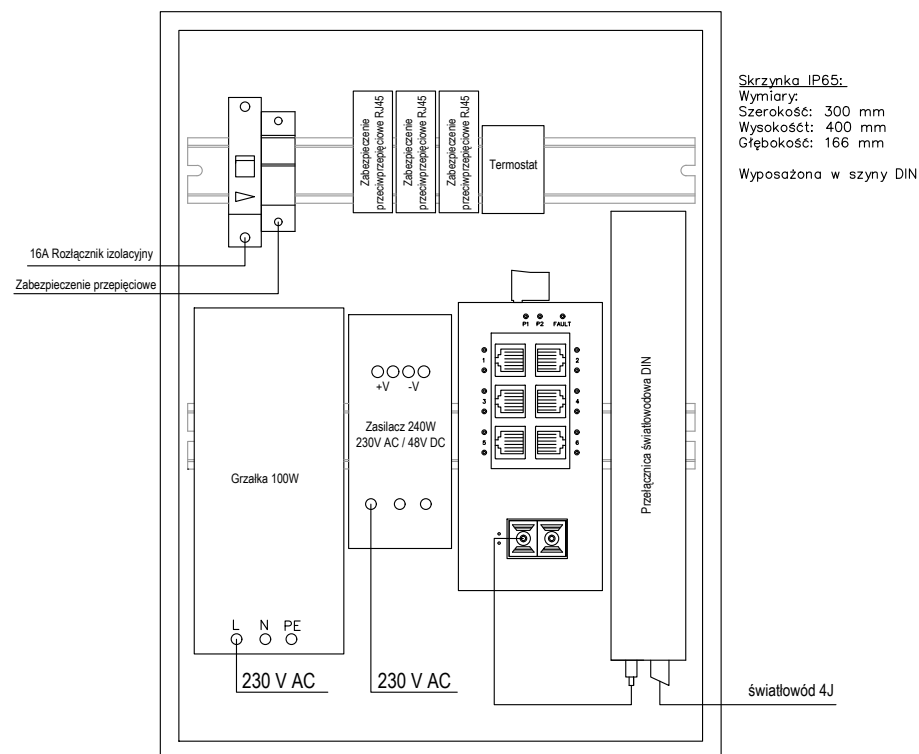 Skrzynka IP65:
Wymiary:
Szerokość: 300 mm
Wysokośćt: 400 mm
Głębokość: 166 mm
Wyposażona w szyny DIN
Zabezpieczenie
przeciwprzepięciowe RJ45
Zabezpieczenie
przeciwprzepięciowe RJ45
Zabezpieczenie
przeciwprzepięciowe RJ45
Termostat
16A Rozłącznik izolacyjny
Zabezpieczenie przepięciowe
P1 P2 FAULT
1 2
3 4
5 6
+V -V
Zasilacz 240W
230V AC / 48V DC
Grzałka 100W
Przełącznica światłowodowa DIN
L N PE
230 V AC
230 V AC
światłowód 4J